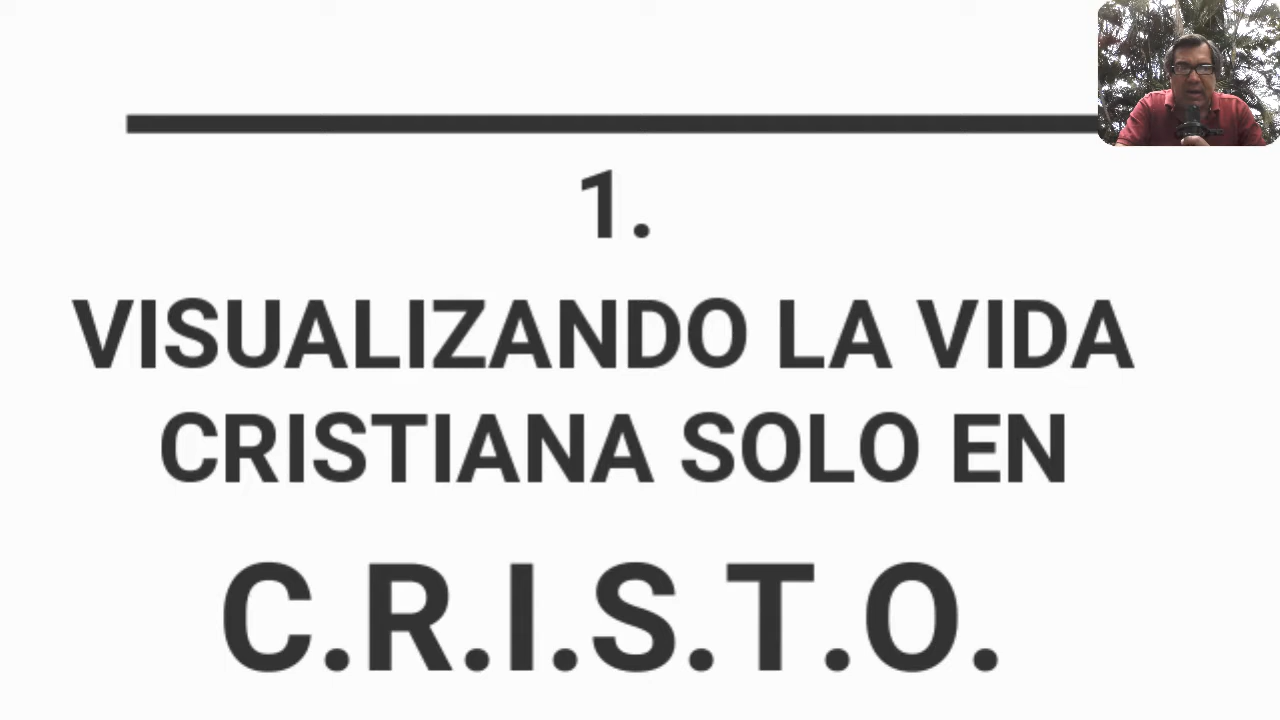 1.
VISUALIZANDO LA VIDA
CRISTIANA SOLO EN
C.R.I.S.T.O.